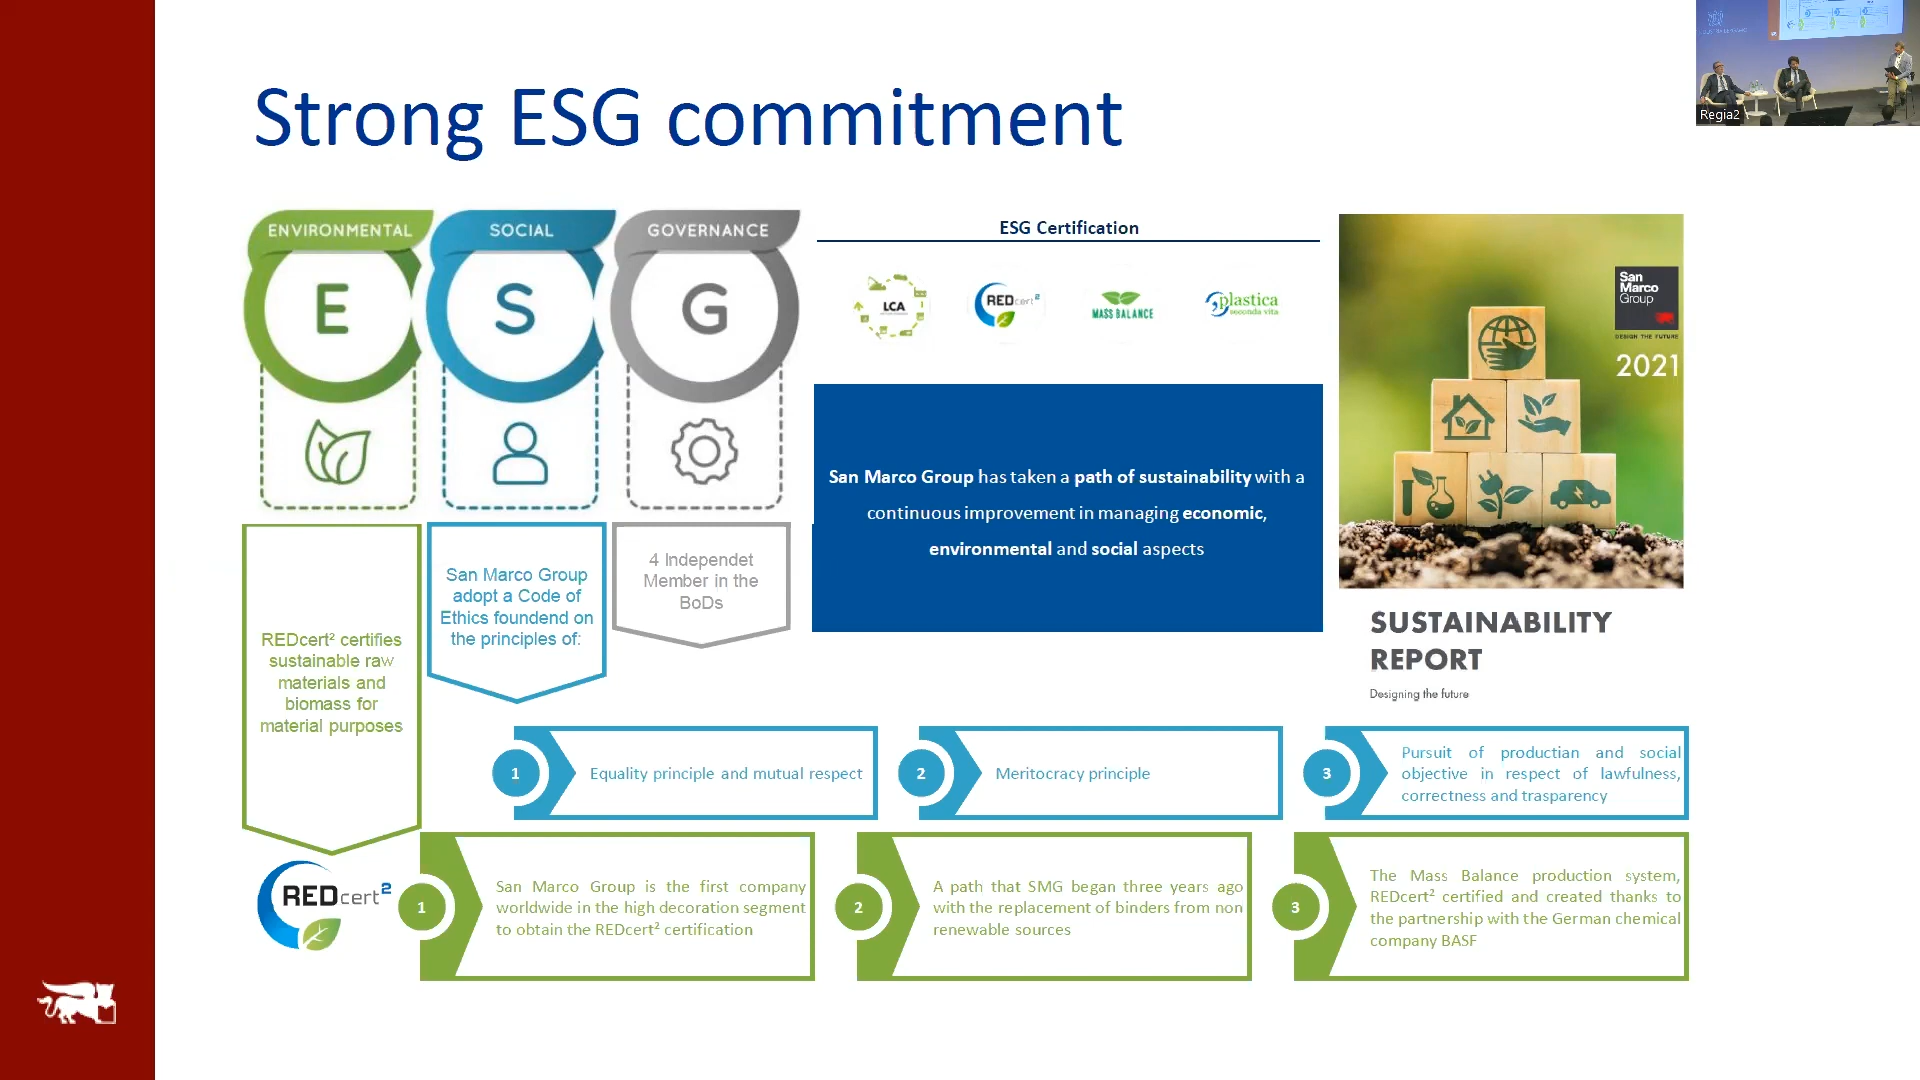 Strong ESG commitment
Regia2
ENVIRONMENTAL
SOCIAL
GOVERNANCE
E
S
G
ESG Certification
LCA
REDcert²
MASS BALANCE
plastica
seconda vita
San Marco Group has taken a path of sustainability with a
continuous improvement in managing economic,
environmental and social aspects
San
Marco
Group
DESIGN THE FUTURE
2021
SUSTAINABILITY
REPORT
Designing the future
REDcert² certifies
sustainable raw
materials and
biomass for
material purposes
San Marco Group
adopt a Code of
Ethics foundend on
the principles of:
4 Independet
Member in the
BoDs
1
Equality principle and mutual respect
2
Meritocracy principle
3
Pursuit of productian and social
objective in respect of lawfulness,
correctness and trasparency
REDcert²
1
San Marco Group is the first company
worldwide in the high decoration segment
to obtain the REDcert² certification
2
A path that SMG began three years ago
with the replacement of binders from non
renewable sources
3
The Mass Balance production system,
REDcert² certified and created thanks to
the partnership with the German chemical
company BASF